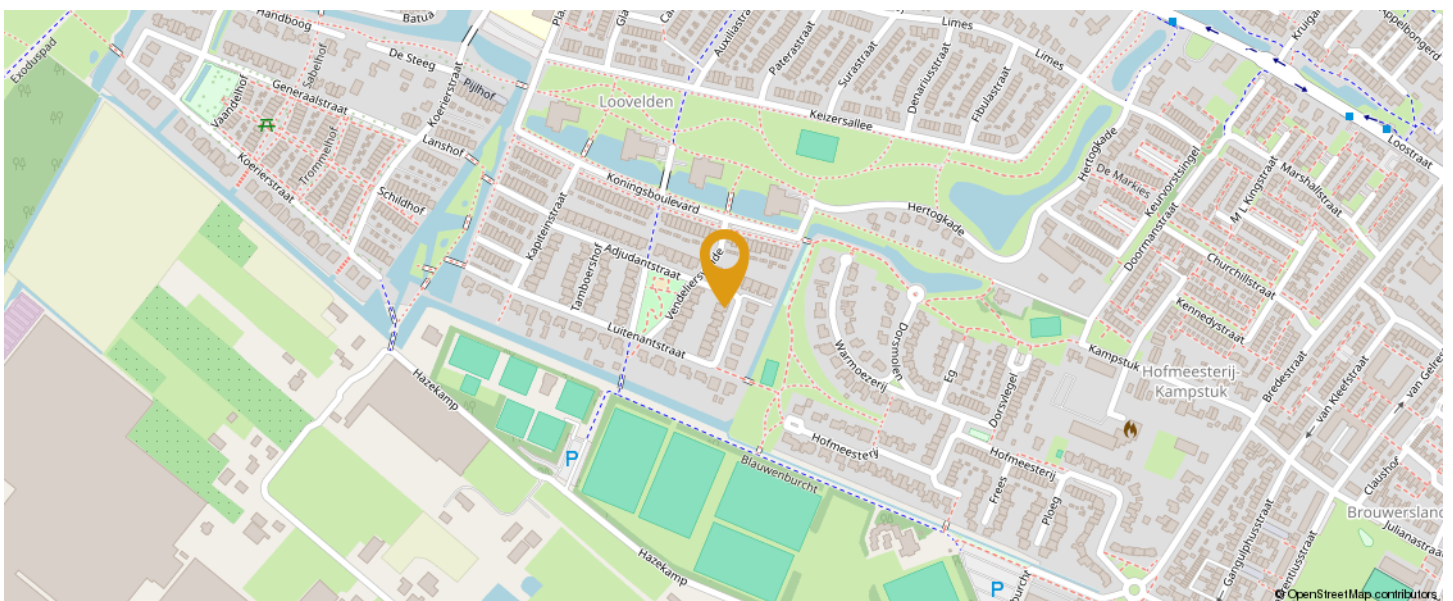 Handboog
Batua
Exoduspad
De Steeg
Sabelhof
Koerierstraat
Pijlhof
Vaandelhof
Generaalstraat
Trommelhof
Lanshof
Koerierstraat
Schildhof
Loovelden
Auxiliastraat
Paterastraat
Surastraat
Denariusstraat
Fibulastraat
Limes
Limes
Keizersallee
Koningsboulevard
Kapiteinstraat
Tamboershof
Adjudantstraat
Luitenantstraat
Hertogkade
Hertogkade
De Markies
Keurvorstsingel
Doormanstraat
M L Kingstraat
Marshallstraat
Loostraat
Appelbongerd
Churchillstraat
Kennedystraat
Kampstuk
Hofmeesterij-
Kampstuk
Bredestraat
van Kleefstraat
Claushof
Brouwersland
Julianastraat
Gangulphusstraat
Warmoezerij
Dorsmolen
Eg
Dorsvlegel
Hofmeesterij
Hofmeesterij
Frees
Ploeg
Hazekamp
P
Blauwenburcht
Hazekamp
P
© OpenStreetMap contributors